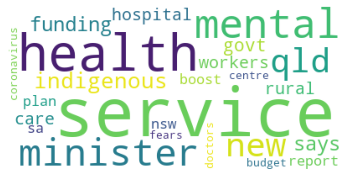 hospital
funding
mental
coronavirus
health
govt
workers
qld
indigenous
boost
centre
rural
service
plan
care
nsw
sa
fears
doctors
minister
new
says
budget
report